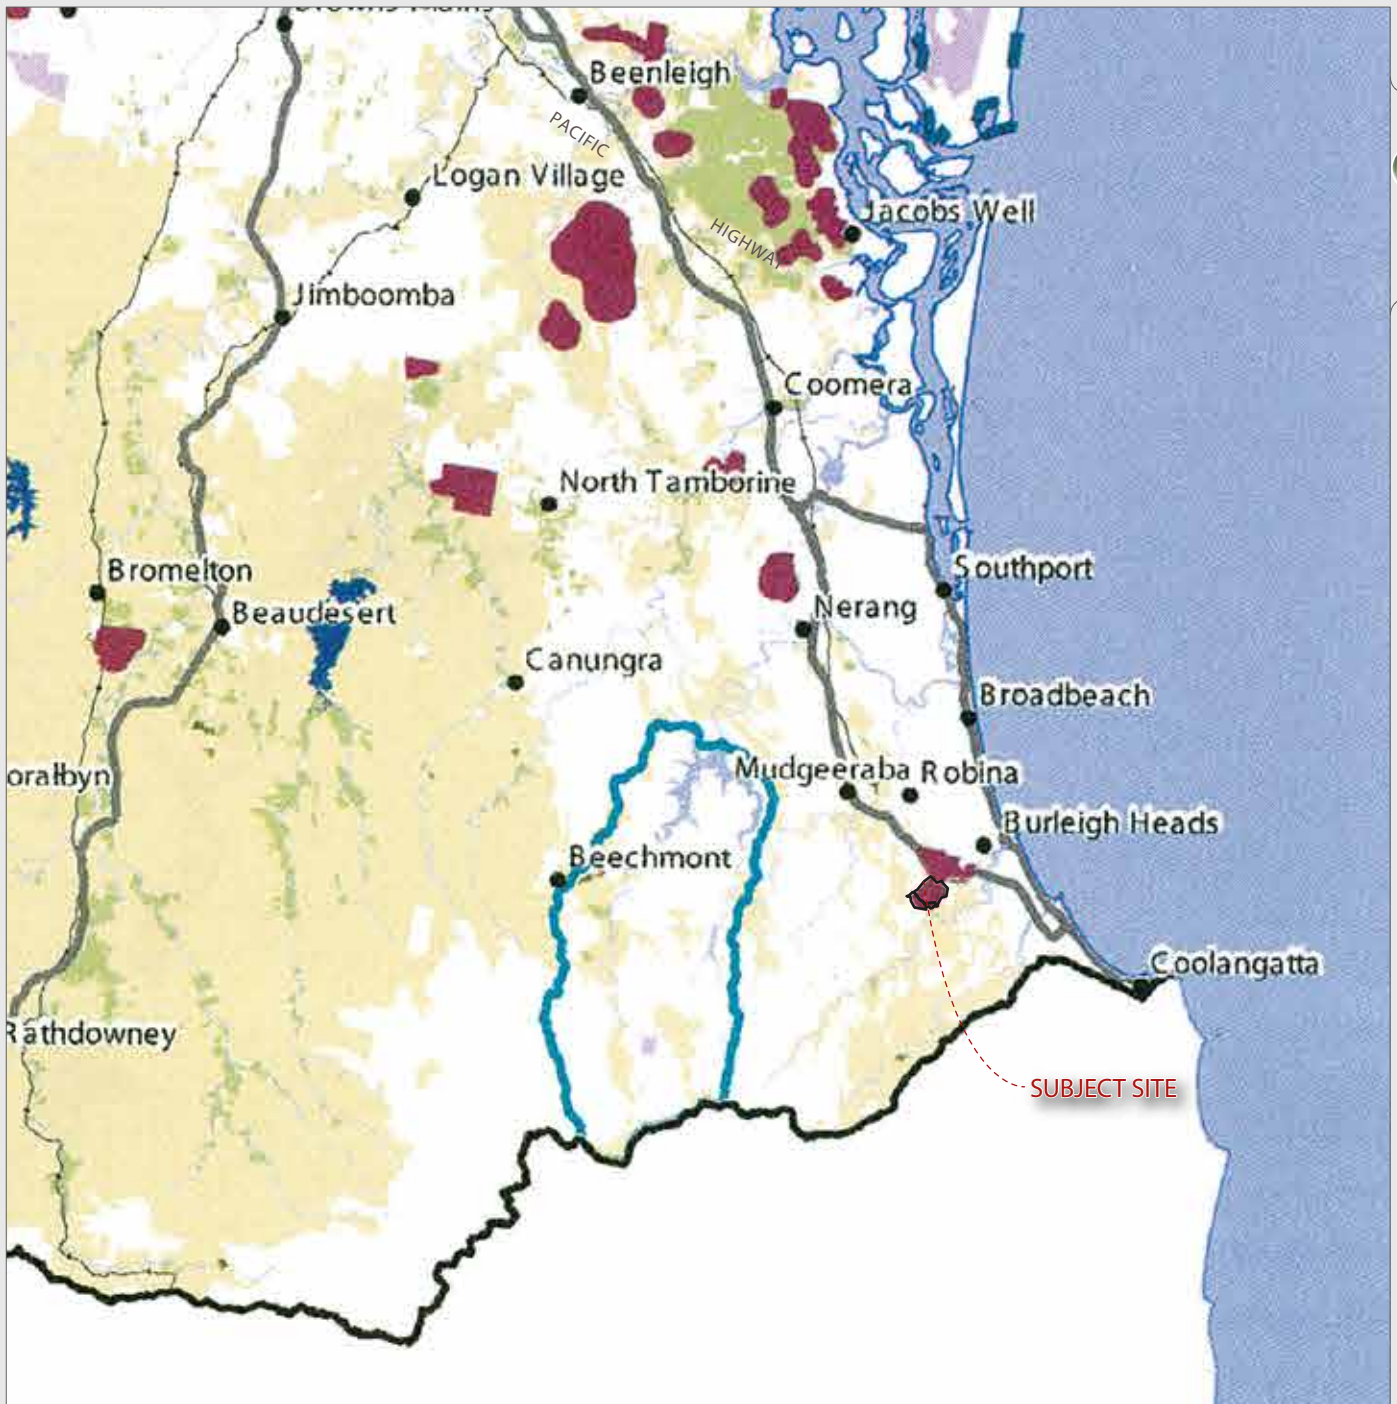 Beenleigh
PACIFIC
Logan Village
Jacobs Well
HIGHWAY
Jimboomba
Coomera
North Tamborine
Southport
Bromelton
Nerang
Beaudesert
Canungra
Broadbeach
Mudgeeraba
Robina
oralbyn
Burleigh Heads
Beechmont
Coolangatta
Rathdowney
SUBJECT SITE